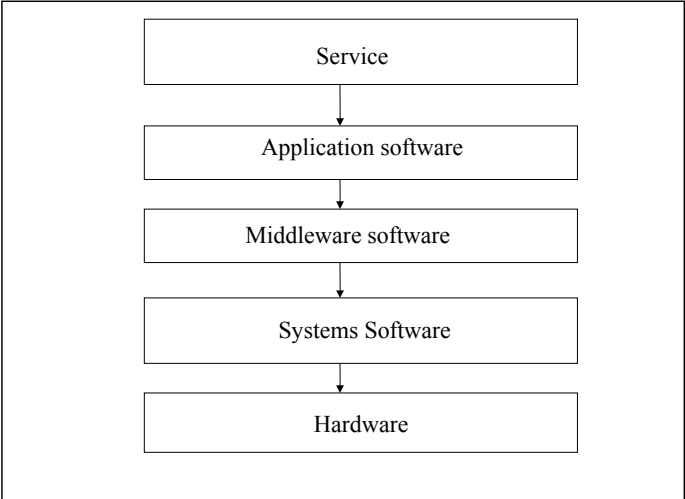 Service
Application software
Middleware software
Systems Software
Hardware